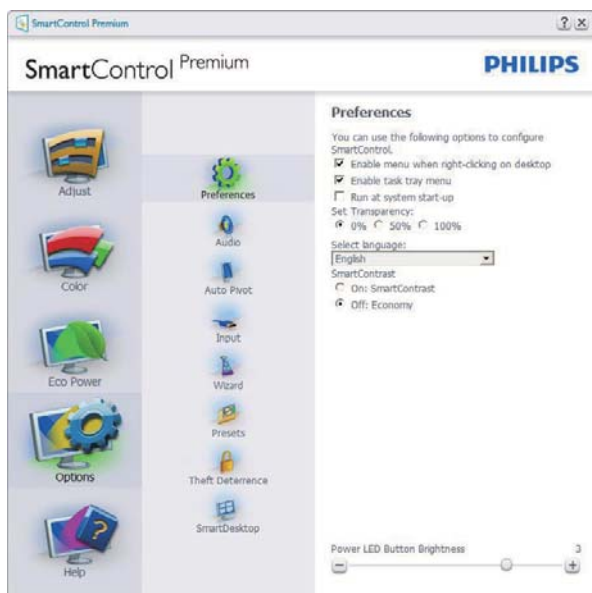 SmartControl Premium
SmartControl Premium
PHILIPS
Adjust
Color
Eco Power
Options
Help
Preferences
Audio
Auto Pivot
Input
Wizard
Presets
Theft Deterrence
SmartDesktop
Preferences
You can use the following options to configure
SmartControl.
Enable menu when right-clicking on desktop
Enable task tray menu
Run at system start-up
Set Transparency:
0% 50% 100%
Select language:
English
SmartContrast
On: SmartContrast
Off: Economy
Power LED Button Brightness 3